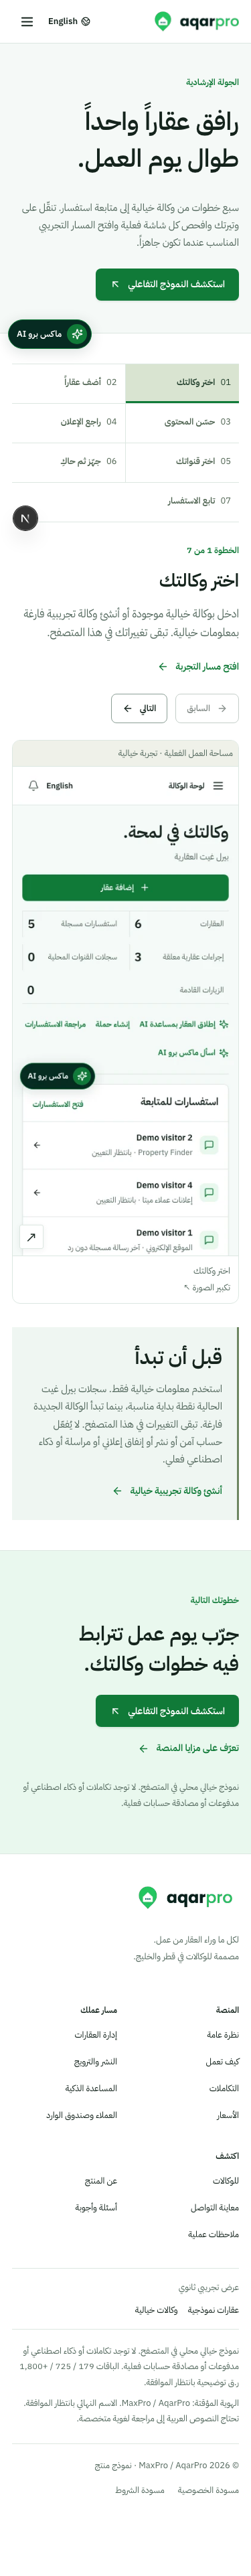 aqarpro
English
الجولة الإرشادية
رافق عقاراً واحداً
طوال يوم العمل.
سبع خطوات من وكالة خيالية إلى متابعة استفسار. تنقّل على
وتيرتك وافحص كل شاشة فعلية وافتح المسار التجريبي
المساعد عندما تكون جاهزاً.
استكشف النموذج التفاعلي
ماكس برو AI
01 اختر وكالتك
02 أضف عقاراً
03 حسّن المحتوى
04 راجع الإعلان
05 اختر قنواتك
06 جهّز ثم حاكِ
07 تابع الاستفسار
N
الخطوة 1 من 7
اختر وكالتك
ادخل بوكالة خيالية موجودة أو أنشئ وكالة تجريبية فارغة
بمعلومات خيالية. تبقى تغييراتك في هذا المتصفح.
افتح مسار التجربة
السابق
التالي
مساحة العمل الفعلية · تجربة خيالية
لوحة الوكالة
English
وكالتك في لمحة.
بيرل غيت العقارية
إضافة عقار
العقارات 6
استفسارات مسجلة 5
إجراءات عقارية معلقة 3
سجلات القنوات المحلية 0
الزيارات القادمة 0
إطلاق العقار بمساعدة AI
إنشاء حملة
مراجعة الاستفسارات
اسأل ماكس برو AI
ماكس برو AI
استفسارات للمتابعة
فتح الاستفسارات
Demo visitor 2
Property Finder · بانتظار التعيين
Demo visitor 4
إعلانات عملاء ميتا · بانتظار التعيين
Demo visitor 1
الموقع الإلكتروني · آخر رسالة مسجلة دون رد
اختر وكالتك
تكبير الصورة
قبل أن تبدأ
استخدم معلومات خيالية فقط. سجلات بيرل غيت
الحالية نقطة بداية مناسبة، بينما تبدأ الوكالة الجديدة
فارغة. تبقى التغييرات في هذا المتصفح. لا يُفعّل
حساب آمن أو نشر أو إنفاق إعلاني أو مراسلة أو ذكاء
اصطناعي فعلي.
أنشئ وكالة تجريبية خيالية
خطوتك التالية
جرّب يوم عمل تترابط
فيه خطوات وكالتك.
استكشف النموذج التفاعلي
تعرّف على مزايا المنصة
نموذج خيالي محلي في المتصفح. لا توجد تكاملات أو ذكاء اصطناعي أو
مدفوعات أو مصادقة حسابات فعلية.
aqarpro
لكل ما وراء العقار من عمل.
مصممة للوكالات في قطر والخليج.
المنصة
نظرة عامة
كيف تعمل
التكاملات
الأسعار
مسار عملك
إدارة العقارات
النشر والترويج
المساعدة الذكية
العملاء وصندوق الوارد
اكتشف
للوكالات
معاينة التواصل
ملاحظات عملية
عن المنتج
أسئلة وأجوبة
عرض تجريبي ثانوي
عقارات نموذجية
وكالات خيالية
نموذج خيالي محلي في المتصفح. لا توجد تكاملات أو ذكاء اصطناعي أو
مدفوعات أو مصادقة حسابات فعلية. الباقات 179 / 725 / 1,800+
ر.ق توضيحية بانتظار الموافقة.
الهوية المؤقتة: MaxPro / AqarPro. الاسم النهائي بانتظار الموافقة.
تحتاج النصوص العربية إلى مراجعة لغوية متخصصة.
© 2026 MaxPro / AqarPro · نموذج منتج
مسودة الخصوصية
مسودة الشروط